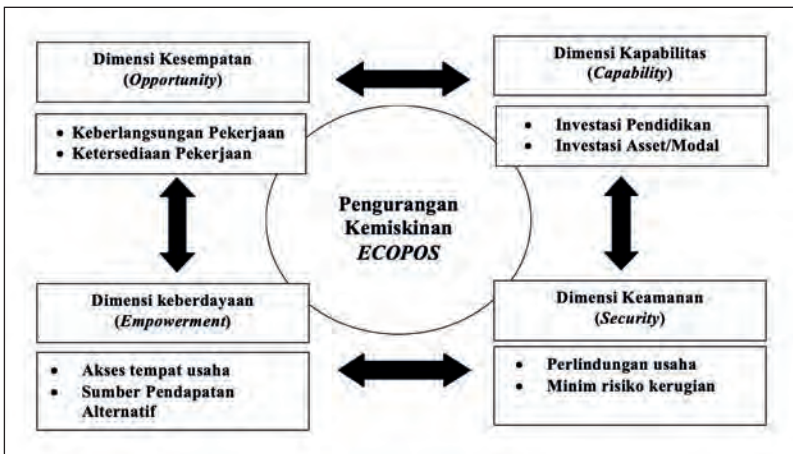 Dimensi Kesempatan
(Opportunity)
• Keberlangsungan Pekerjaan
• Ketersediaan Pekerjaan
Dimensi Kapabilitas
(Capability)
• Investasi Pendidikan
• Investasi Asset/Modal
Pengurangan
Kemiskinan
ECOPOS
Dimensi keberdayaan
(Empowerment)
• Akses tempat usaha
• Sumber Pendapatan
Alternatif
Dimensi Keamanan
(Security)
• Perlindungan usaha
• Minim risiko kerugian